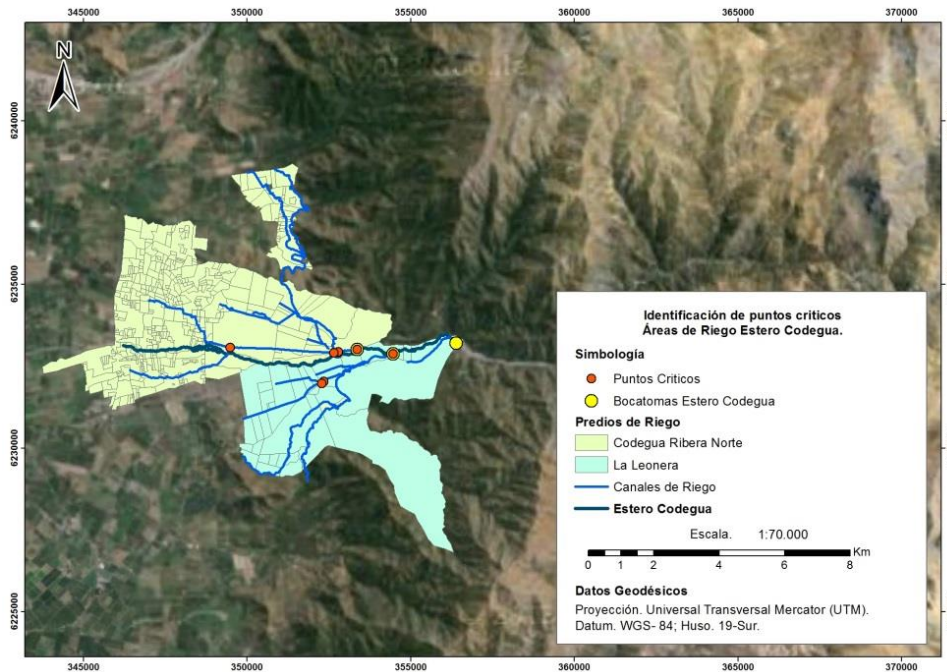 345000 350000 355000 360000 365000 370000
N
6240000
6235000
6230000
6225000
Identificación de puntos criticos
Áreas de Riego Estero Codegua.
Simbología
Puntos Criticos
Bocatomas Estero Codegua
Predios de Riego
Codegua Ribera Norte
La Leonera
Canales de Riego
Estero Codegua
Escala. 1:70.000
Km
0 1 2 4 6 8
Datos Geodésicos
Proyección. Universal Transversal Mercator (UTM).
Datum. WGS- 84; Huso. 19-Sur.
345000 350000 355000 360000 365000 370000